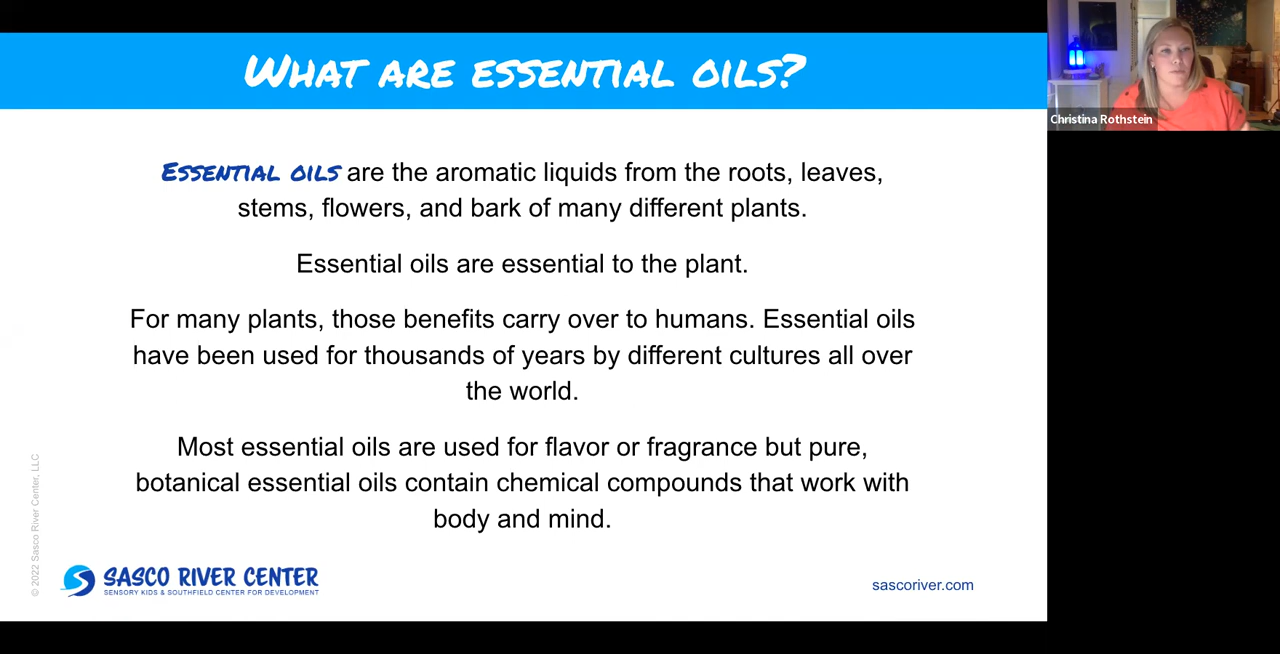 What are essential oils?
Christina Rothstein
Essential oils are the aromatic liquids from the roots, leaves,
stems, flowers, and bark of many different plants.
Essential oils are essential to the plant.
For many plants, those benefits carry over to humans. Essential oils
have been used for thousands of years by different cultures all over
the world.
Most essential oils are used for flavor or fragrance but pure,
botanical essential oils contain chemical compounds that work with
body and mind.
© 2022 Sasco River Center, LLC
SASCO RIVER CENTER
SENSORY KIDS & SOUTHFIELD CENTER FOR DEVELOPMENT
sascoriver.com